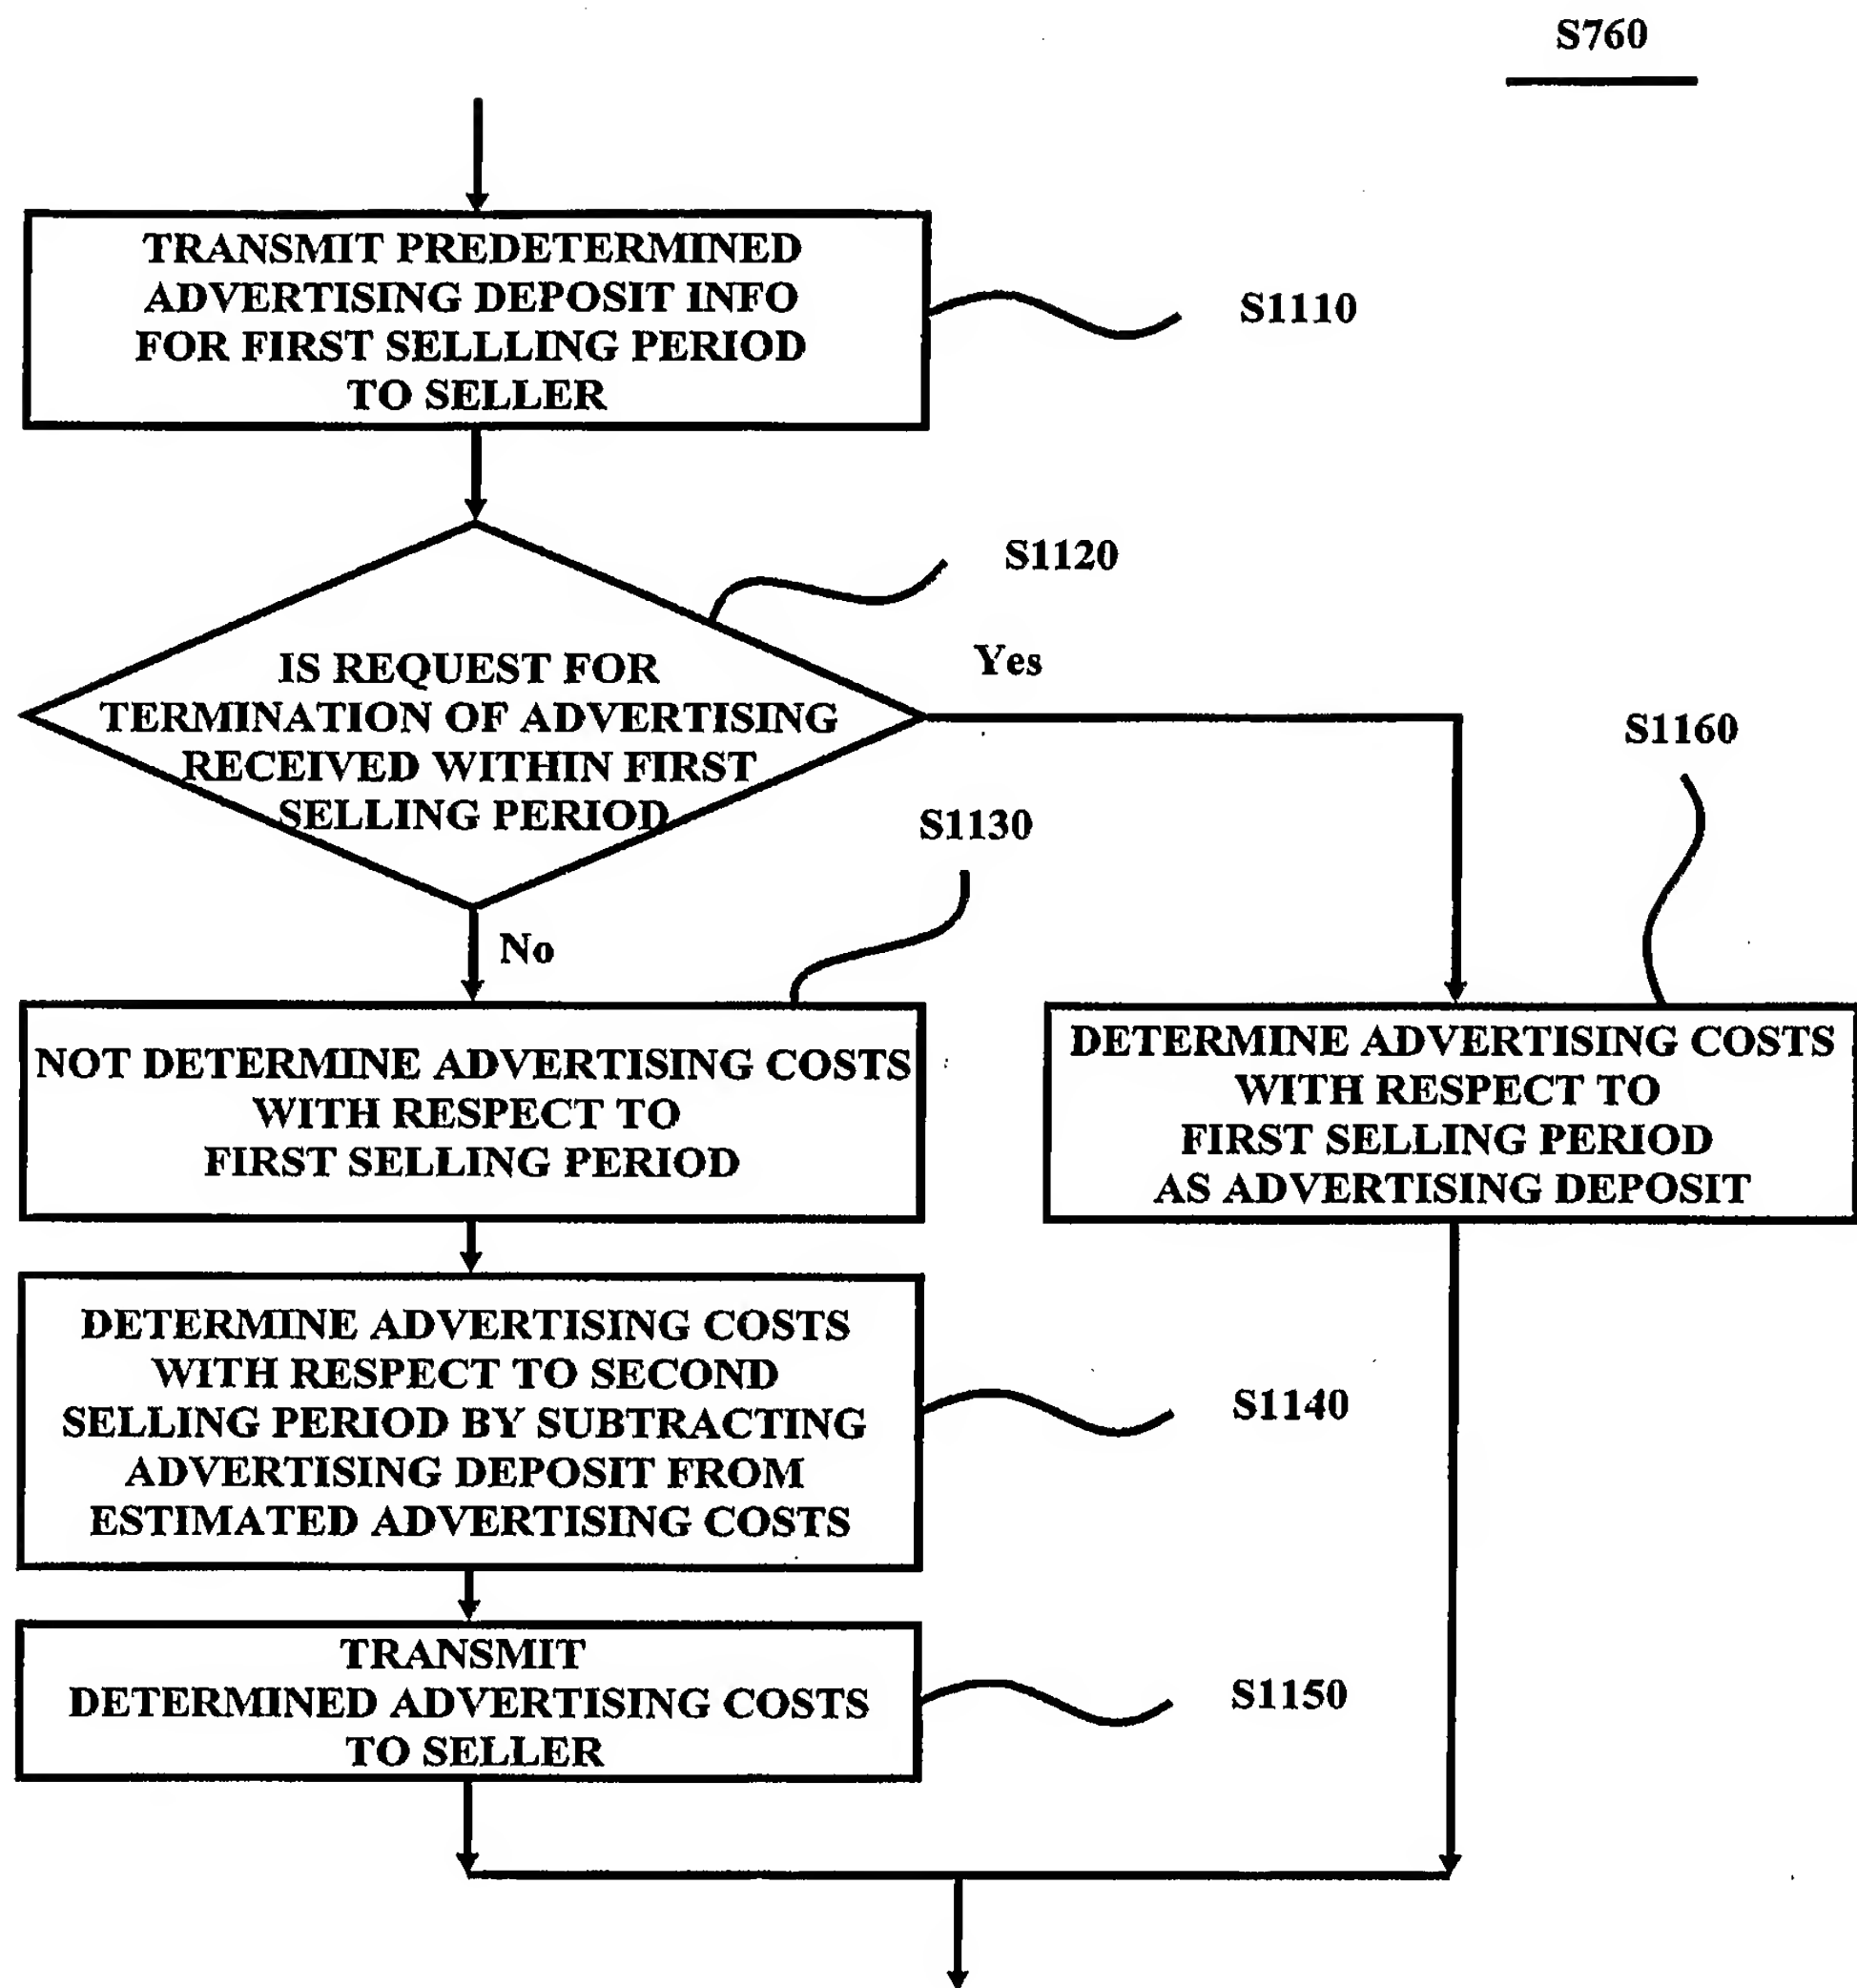 S760
TRANSMIT PREDETERMINED
ADVERTISING DEPOSIT INFO
FOR FIRST SELLLING PERIOD
TO SELLER
S1110
S1120
IS REQUEST FOR
TERMINATION OF ADVERTISING
RECEIVED WITHIN FIRST
SELLING PERIOD
Yes
No
S1130
S1160
NOT DETERMINE ADVERTISING COSTS
WITH RESPECT TO
FIRST SELLING PERIOD
DETERMINE ADVERTISING COSTS
WITH RESPECT TO
FIRST SELLING PERIOD
AS ADVERTISING DEPOSIT
DETERMINE ADVERTISING COSTS
WITH RESPECT TO SECOND
SELLING PERIOD BY SUBTRACTING
ADVERTISING DEPOSIT FROM
ESTIMATED ADVERTISING COSTS
S1140
TRANSMIT
DETERMINED ADVERTISING COSTS
TO SELLER
S1150